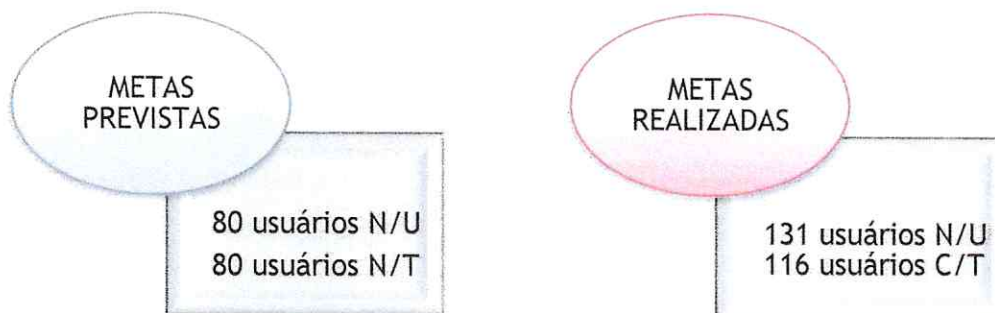 METAS
PREVISTAS
80 usuários N/U
80 usuários N/T
METAS
REALIZADAS
131 usuários N/U
116 usuários C/T